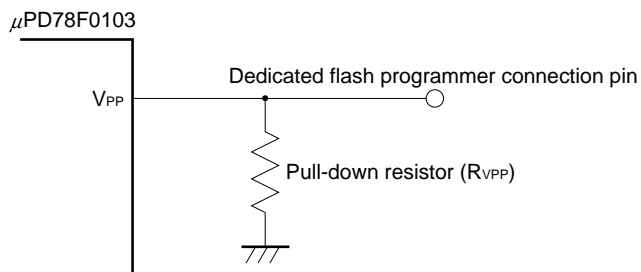 μPD78F0103
Dedicated flash programmer connection pin
VPP
Pull-down resistor (RVPP)